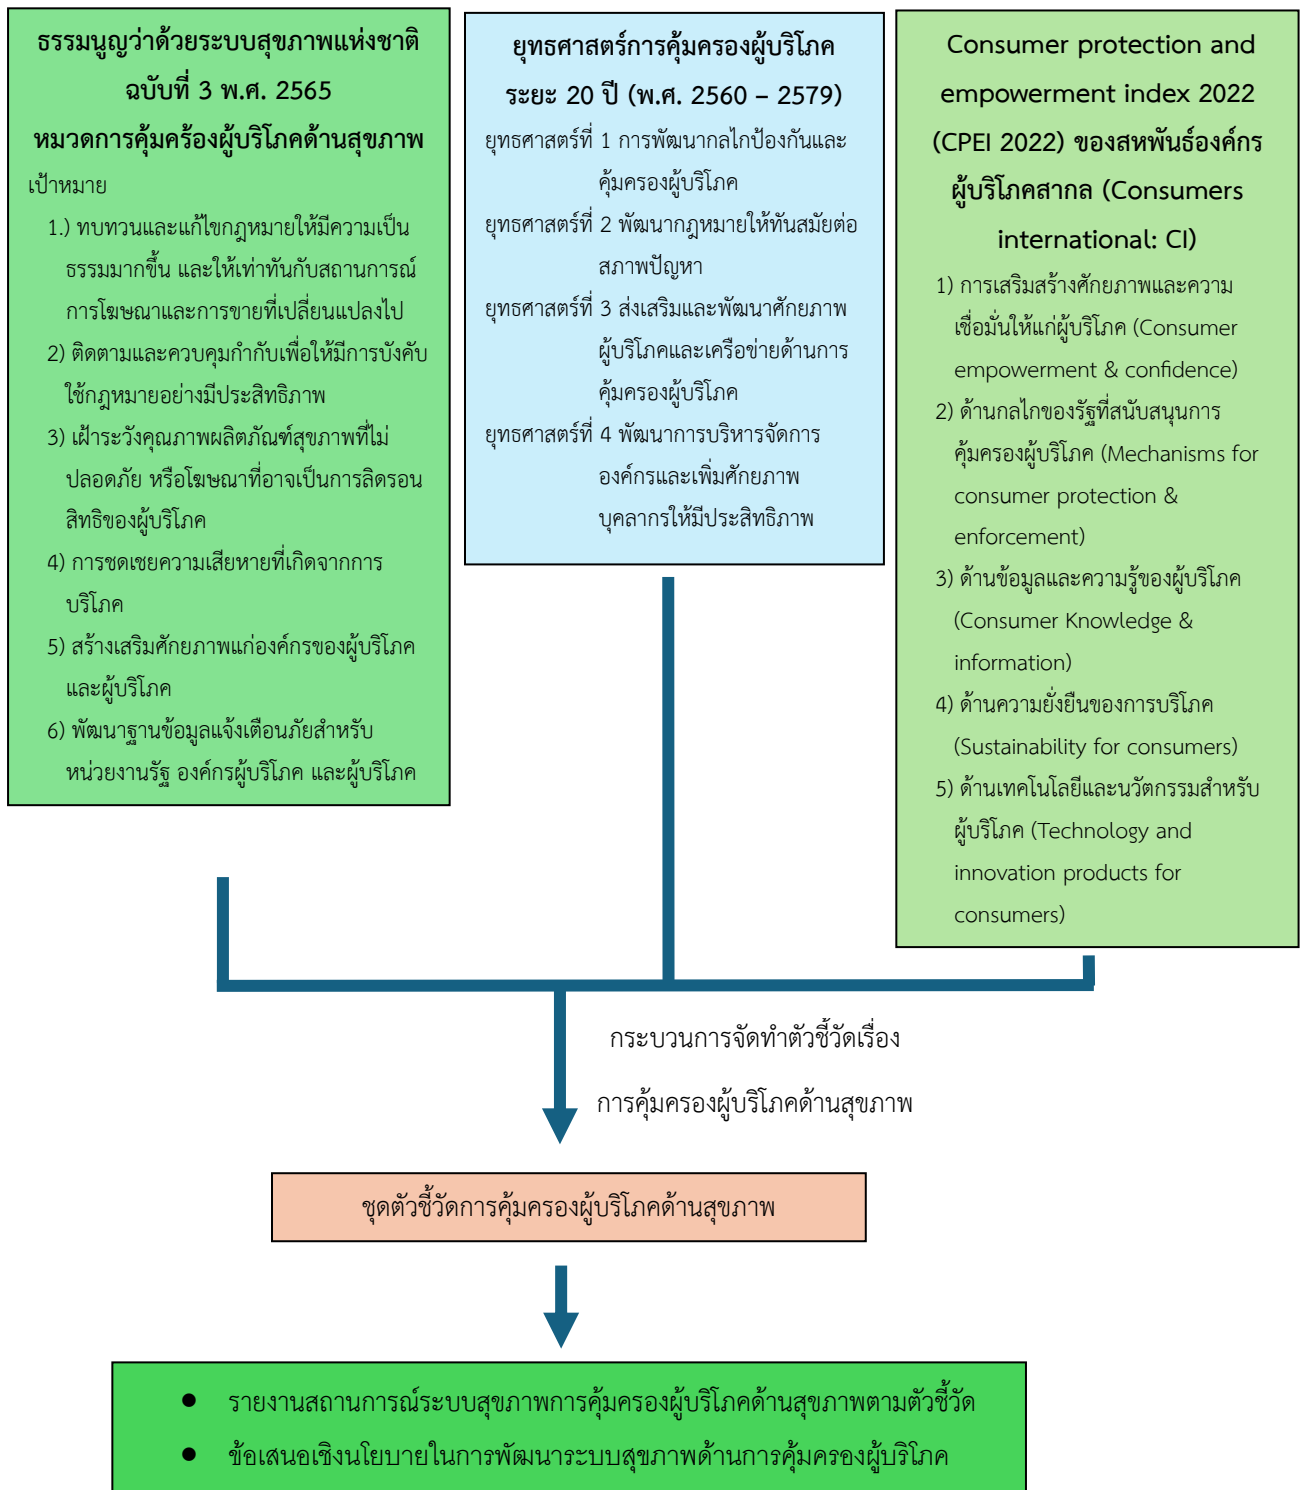 ธรรมนูญว่าด้วยระบบสุขภาพแห่งชาติ
ฉบับที่ 3 พ.ศ. 2565
หมวดการคุ้มคร้องผู้บริโภคด้านสุขภาพ
เป้าหมาย
1.) ทบทวนและแก้ไขกฎหมายให้มีความเป็น
ธรรมมากขึ้น และให้เท่าทันกับสถานการณ์
การโฆษณาและการขายที่เปลี่ยนแปลงไป
2) ติดตามและควบคุมกำกับเพื่อให้มีการบังคับ
ใช้กฎหมายอย่างมีประสิทธิภาพ
3) เฝ้าระวังคุณภาพผลิตภัณฑ์สุขภาพที่ไม่
ปลอดภัย หรือโฆษณาที่อาจเป็นการลิดรอน
สิทธิของผู้บริโภค
4) การชดเชยความเสียหายที่เกิดจากการ
บริโภค
5) สร้างเสริมศักยภาพแก่องค์กรของผู้บริโภค
และผู้บริโภค
6) พัฒนาฐานข้อมูลแจ้งเตือนภัยสำหรับ
หน่วยงานรัฐ องค์กรผู้บริโภค และผู้บริโภค
ยุทธศาสตร์การคุ้มครองผู้บริโภค
ระยะ 20 ปี (พ.ศ. 2560 – 2579)
ยุทธศาสตร์ที่ 1 การพัฒนากลไกป้องกันและ
คุ้มครองผู้บริโภค
ยุทธศาสตร์ที่ 2 พัฒนากฎหมายให้ทันสมัยต่อ
สภาพปัญหา
ยุทธศาสตร์ที่ 3 ส่งเสริมและพัฒนาศักยภาพ
ผู้บริโภคและเครือข่ายด้านการ
คุ้มครองผู้บริโภค
ยุทธศาสตร์ที่ 4 พัฒนาการบริหารจัดการ
องค์กรและเพิ่มศักยภาพ
บุคลากรให้มีประสิทธิภาพ
Consumer protection and
empowerment index 2022
(CPEI 2022) ของสหพันธ์องค์กร
ผู้บริโภคสากล (Consumers
international: CI)
1) การเสริมสร้างศักยภาพและความ
เชื่อมั่นให้แก่ผู้บริโภค (Consumer
empowerment & confidence)
2) ด้านกลไกของรัฐที่สนับสนุนการ
คุ้มครองผู้บริโภค (Mechanisms for
consumer protection &
enforcement)
3) ด้านข้อมูลและความรู้ของผู้บริโภค
(Consumer Knowledge &
information)
4) ด้านความยั่งยืนของการบริโภค
(Sustainability for consumers)
5) ด้านเทคโนโลยีและนวัตกรรมสำหรับ
ผู้บริโภค (Technology and
innovation products for
consumers)
กระบวนการจัดทำตัวชี้วัดเรื่อง
การคุ้มครองผู้บริโภคด้านสุขภาพ
ชุดตัวชี้วัดการคุ้มครองผู้บริโภคด้านสุขภาพ
● รายงานสถานการณ์ระบบสุขภาพการคุ้มครองผู้บริโภคด้านสุขภาพตามตัวชี้วัด
● ข้อเสนอเชิงนโยบายในการพัฒนาระบบสุขภาพด้านการคุ้มครองผู้บริโภค